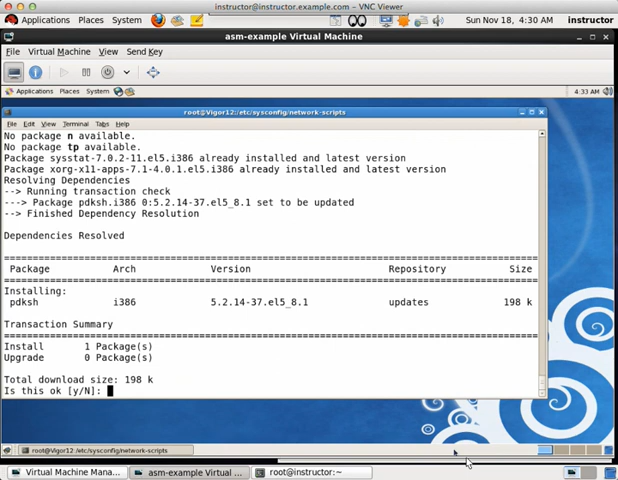 instructor@instructor.example.com - VNC Viewer
Applications Places System Sun Nov 18, 4:30 AM instructor
asm-example Virtual Machine
File Virtual Machine View Send Key
Applications Places System 4:33 AM
root@Vigor12:/etc/sysconfig/network-scripts
File Edit View Terminal Tabs Help
No package n available.
No package tp available.
Package sysstat-7.0.2-11.el5.i386 already installed and latest version
Package xorg-x11-apps-7.1-4.0.1.el5.i386 already installed and latest version
Resolving Dependencies
--> Running transaction check
---> Package pdksh.i386 0:5.2.14-37.el5_8.1 set to be updated
--> Finished Dependency Resolution
Dependencies Resolved
Package Arch Version Repository Size
Installing:
pdksh i386 5.2.14-37.el5_8.1 updates 198 k
Transaction Summary
Install 1 Package(s)
Upgrade 0 Package(s)
Total download size: 198 k
Is this ok [y/N]:
root@Vigor12:/etc/sysconfig/network-scripts
Virtual Machine Mana... asm-example Virtual ... root@instructor:~